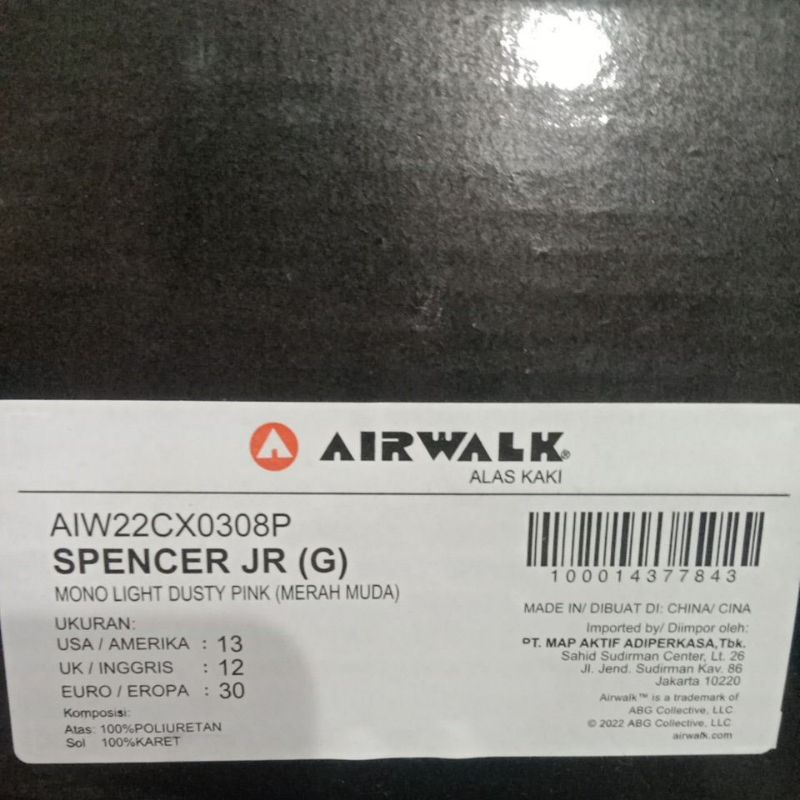 AIRWALK®
ALAS KAKI
AIW22CX0308P
SPENCER JR (G)
MONO LIGHT DUSTY PINK (MERAH MUDA)
UKURAN:
USA / AMERIKA : 13
UK / INGGRIS : 12
EURO / EROPA : 30
Komposisi:
Atas: 100%POLIURETAN
Sol 100%KARET
100014377843
MADE IN/ DIBUAT DI: CHINA/ CINA
Imported by/ Diimpor oleh:
PT. MAP AKTIF ADIPERKASA,Tbk.
Sahid Sudirman Center, Lt. 26
Jl. Jend. Sudirman Kav. 86
Jakarta 10220
Airwalk™ is a trademark of
ABG Collective, LLC
© 2022 ABG Collective, LLC
airwalk.com